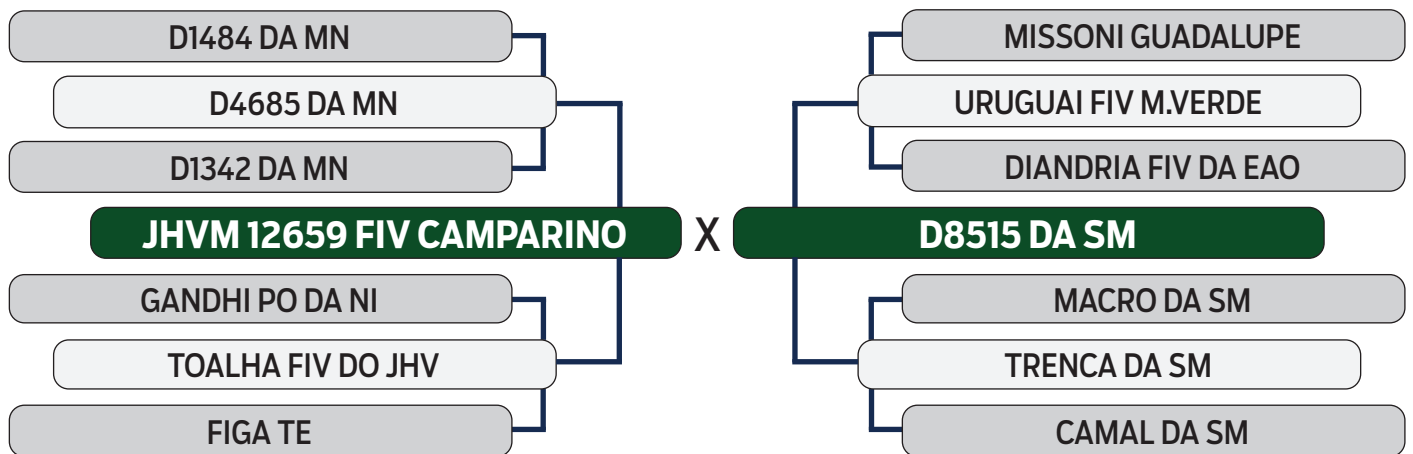 D1484 DA MN
MISSONI GUADALUPE
D4685 DA MN
URUGUAI FIV M.VERDE
D1342 DA MN
DIANDRIA FIV DA EAO
JHVM 12659 FIV CAMPARINO X D8515 DA SM
GANDHI PO DA NI
MACRO DA SM
TOALHA FIV DO JHV
TRENCA DA SM
FIGA TE
CAMAL DA SM